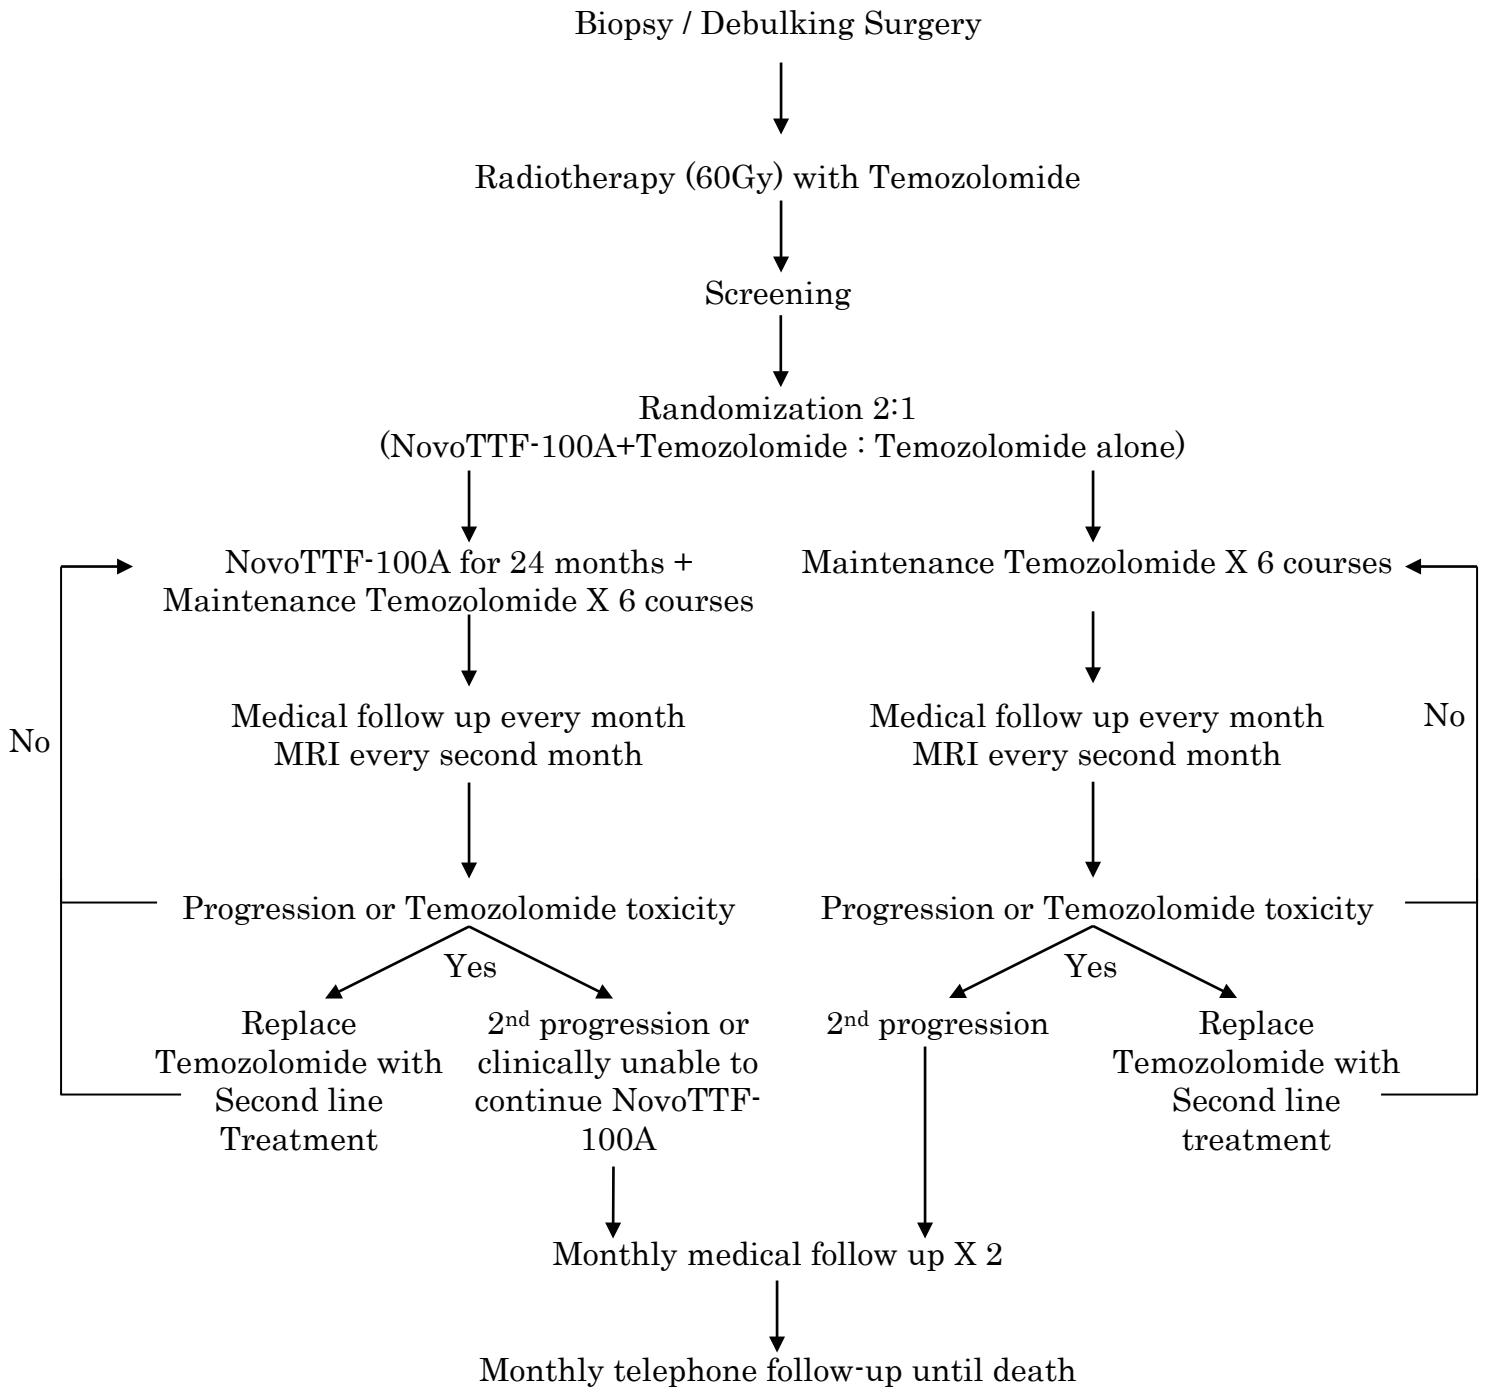 Biopsy / Debulking Surgery
Radiotherapy (60Gy) with Temozolomide
Screening
Randomization 2:1
(NovoTTF-100A+Temozolomide : Temozolomide alone)
NovoTTF-100A for 24 months +
Maintenance Temozolomide X 6 courses
Maintenance Temozolomide X 6 courses
Medical follow up every month
MRI every second month
Medical follow up every month
MRI every second month
No
No
Progression or Temozolomide toxicity
Progression or Temozolomide toxicity
Yes
Yes
Replace
Temozolomide with
Second line
Treatment
2nd progression or
clinically unable to
continue NovoTTF-
100A
2nd progression
Replace
Temozolomide with
Second line
treatment
Monthly medical follow up X 2
Monthly telephone follow-up until death